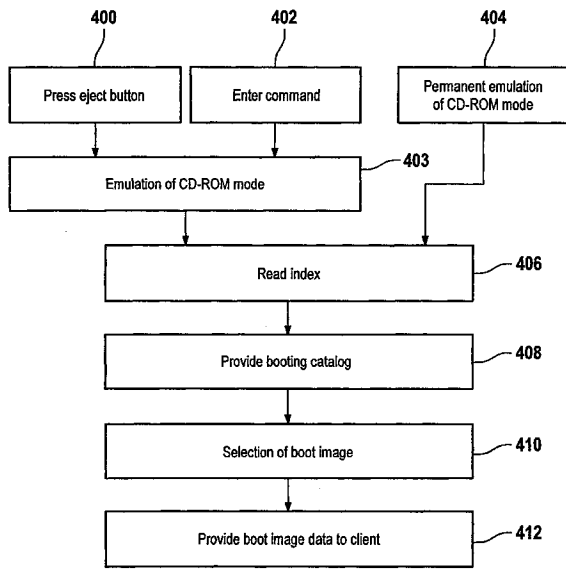 400
402
404
Press eject button
Enter command
Permanent emulation
of CD-ROM mode
403
Emulation of CD-ROM mode
Read index
406
Provide booting catalog
408
Selection of boot image
410
Provide boot image data to client
412